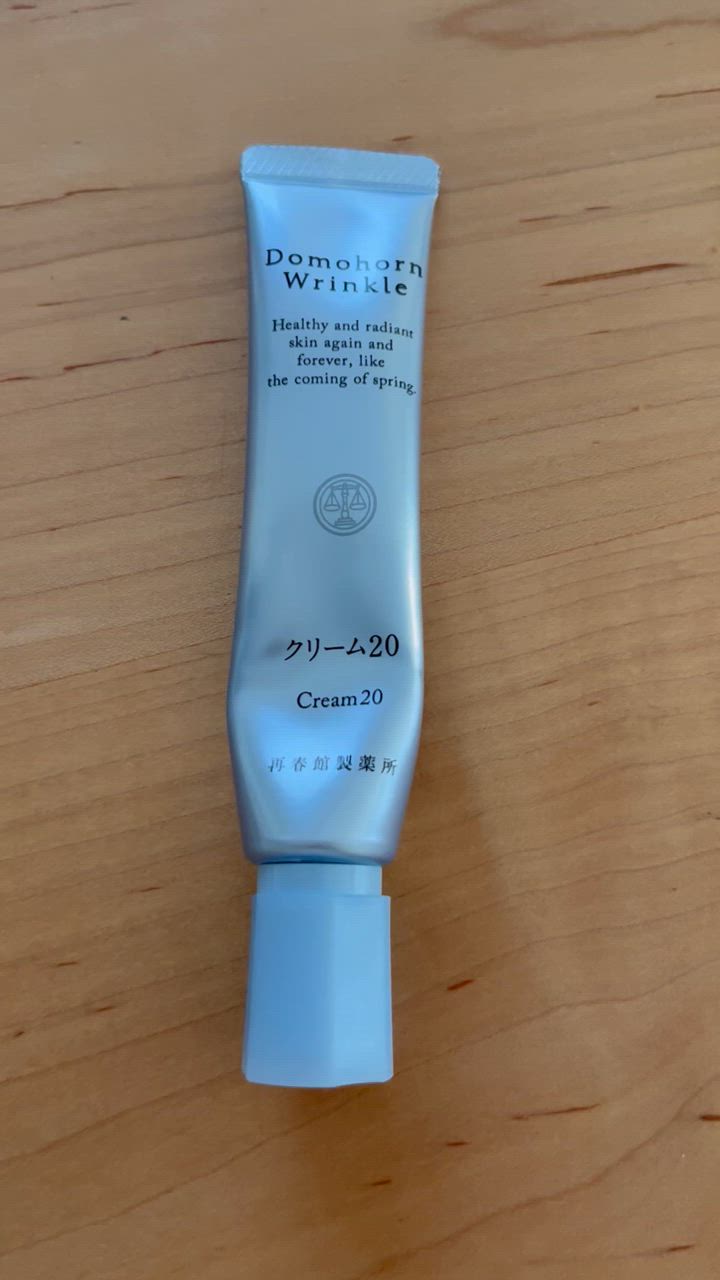 Domohorn
Wrinkle
Healthy and radiant
skin again and
forever, like
the coming of spring.
クリーム20
Cream20
再春館製薬所